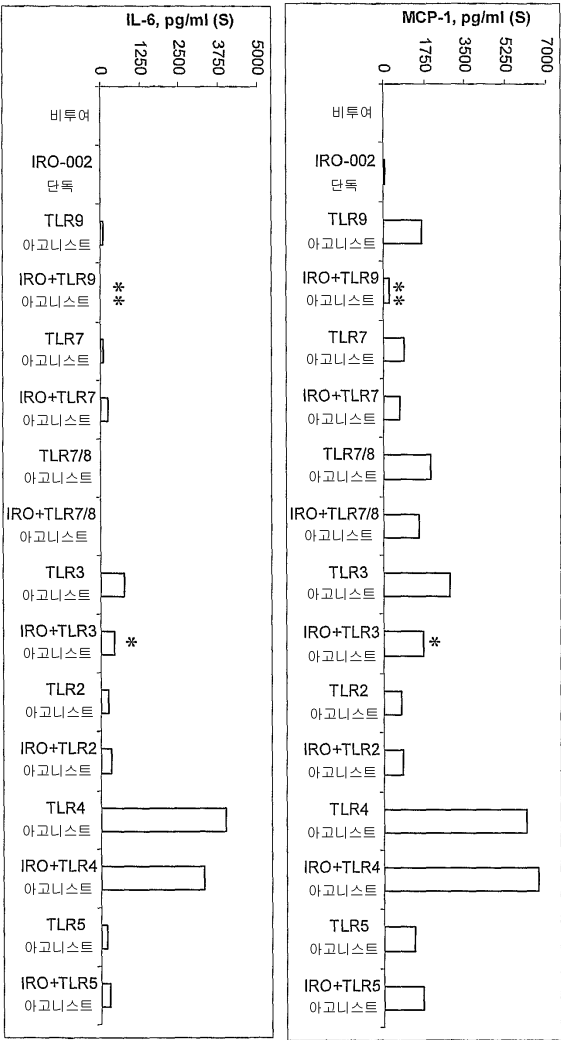 IL-6, pg/ml (S)
0
1250
2500
3750
5000
비투여
IRO-002
단독
TLR9
아고니스트
IRO+TLR9
아고니스트
**
TLR7
아고니스트
IRO+TLR7
아고니스트
TLR7/8
아고니스트
IRO+TLR7/8
아고니스트
TLR3
아고니스트
IRO+TLR3
아고니스트
*
TLR2
아고니스트
IRO+TLR2
아고니스트
TLR4
아고니스트
IRO+TLR4
아고니스트
TLR5
아고니스트
IRO+TLR5
아고니스트
MCP-1, pg/ml (S)
0
1750
3500
5250
7000
비투여
IRO-002
단독
TLR9
아고니스트
IRO+TLR9
아고니스트
**
TLR7
아고니스트
IRO+TLR7
아고니스트
TLR7/8
아고니스트
IRO+TLR7/8
아고니스트
TLR3
아고니스트
IRO+TLR3
아고니스트
*
TLR2
아고니스트
IRO+TLR2
아고니스트
TLR4
아고니스트
IRO+TLR4
아고니스트
TLR5
아고니스트
IRO+TLR5
아고니스트